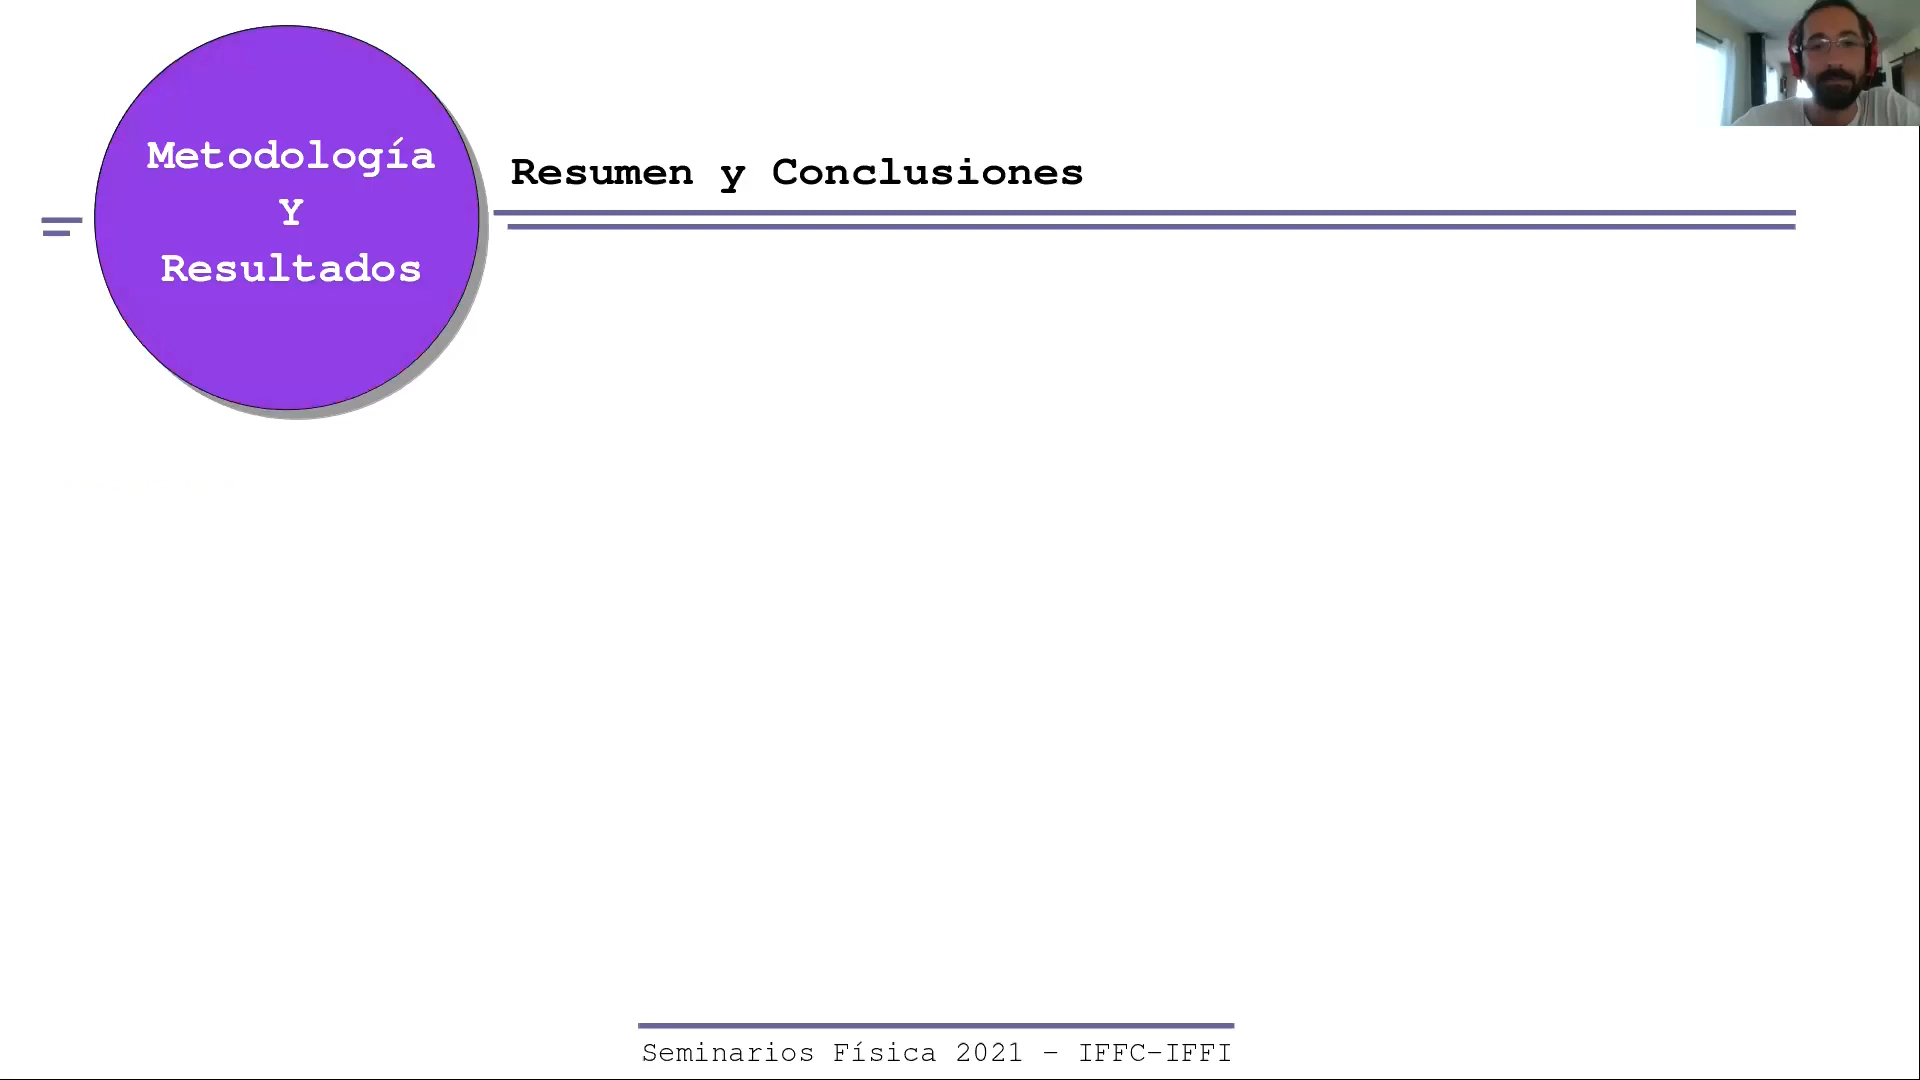 Metodología
Y
Resultados
Resumen y Conclusiones
Seminarios Física 2021 - IFFC-IFFI